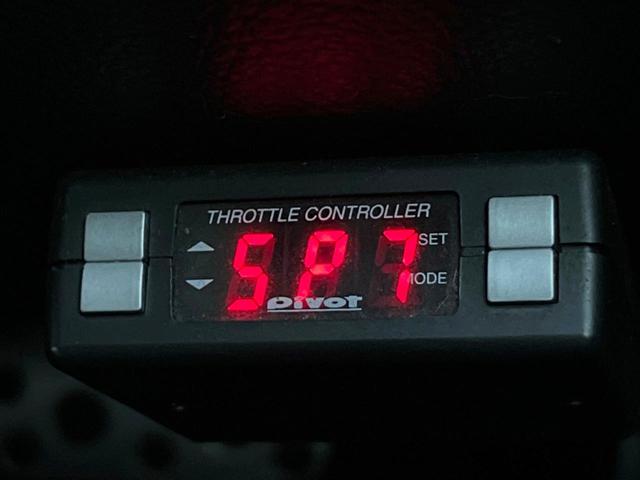 THROTTLE CONTROLLER
SP7 SET
MODE
pivot